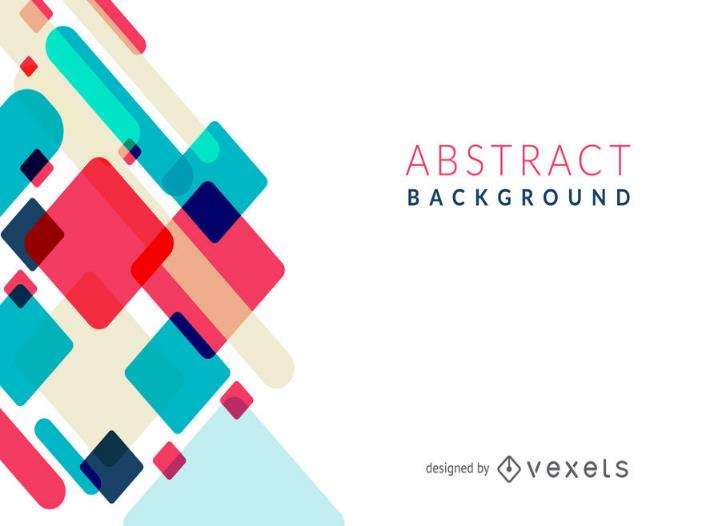 ABSTRACT
BACKGROUND
designed by vexels